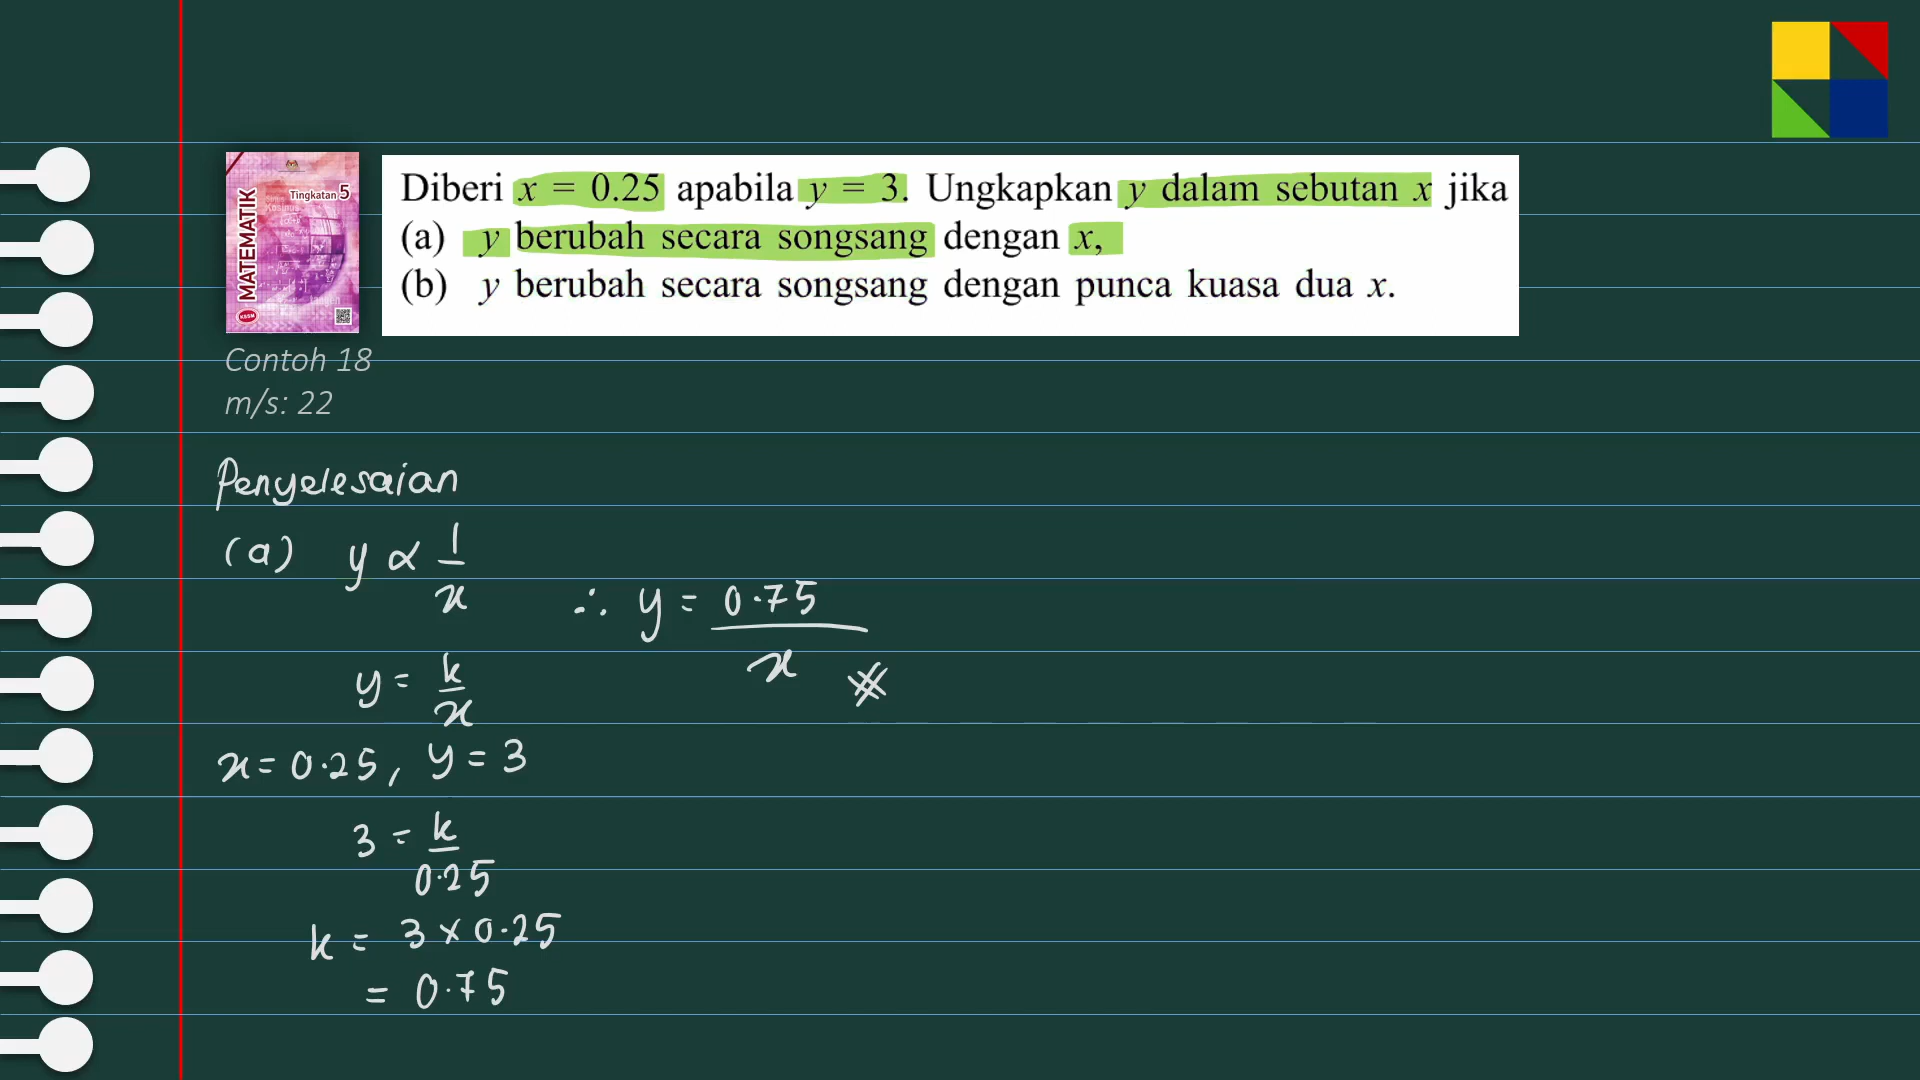 Diberi x = 0.25 apabila y = 3. Ungkapkan y dalam sebutan x jika
(a) y berubah secara songsang dengan x,
(b) y berubah secara songsang dengan punca kuasa dua x.
MATEMATIK
Tingkatan 5
KSSM
Contoh 18
m/s: 22
Penyelesaian
(a) y ∝ 1/x
y = k/x
x = 0.25, y = 3
3 = k/0.25
k = 3 × 0.25
= 0.75
∴ y = 0.75/x